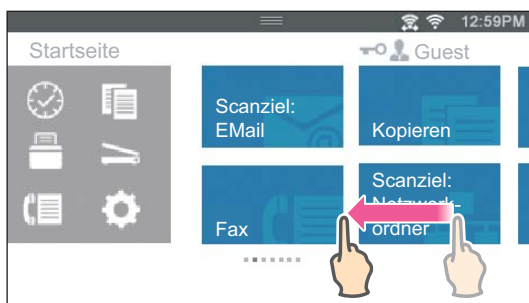 12:59PM
Startseite
Guest
Scanziel:
EMail
Kopieren
Fax
Scanziel:
Netzwerk-
ordner